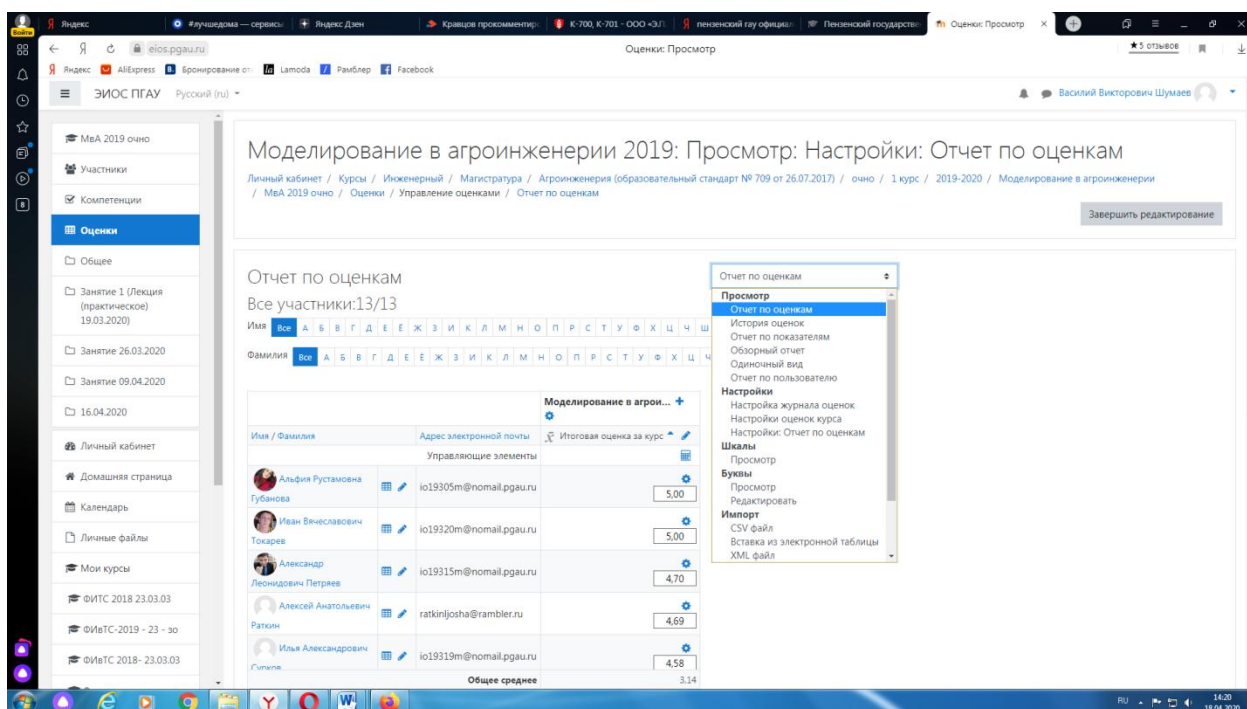 Войти
Яндекс
#лучшедома — сервисы
Яндекс Дзен
Кравцов прокомментир
К-700, К-701 - ООО «ЭЛ
пензенский гау официал
Пензенский государстве
Оценки: Просмотр
eios.pgau.ru
Оценки: Просмотр
★5 отзывов
Яндекс AliExpress Бронирование от Lamoda Рамблер Facebook
ЭИОС ПГАУ Русский (ru)
Василий Викторович Шумаев
МвА 2019 очно
Участники
Компетенции
Оценки
Общее
Занятие 1 (Лекция
(практическое)
19.03.2020)
Занятие 26.03.2020
Занятие 09.04.2020
16.04.2020
Личный кабинет
Домашняя страница
Календарь
Личные файлы
Мои курсы
ФИТС 2018 23.03.03
ФИвТС-2019 - 23 - зо
ФИвТС 2018- 23.03.03
Моделирование в агроинженерии 2019: Просмотр: Настройки: Отчет по оценкам
Личный кабинет / Курсы / Инженерный / Магистратура / Агроинженерия (образовательный стандарт № 709 от 26.07.2017) / очно / 1 курс / 2019-2020 / Моделирование в агроинженерии
/ МвА 2019 очно / Оценки / Управление оценками / Отчет по оценкам
Завершить редактирование
Отчет по оценкам
Все участники:13/13
Имя Все А Б В Г Д Е Ё Ж З И К Л М Н О П Р С Т У Ф Х Ц Ч Ш
Фамилия Все А Б В Г Д Е Ё Ж З И К Л М Н О П Р С Т У Ф Х Ц Ч
Отчет по оценкам
Просмотр
Отчет по оценкам
История оценок
Отчет по показателям
Обзорный отчет
Одиночный вид
Отчет по пользователю
Настройки
Настройка журнала оценок
Настройки оценок курса
Настройки: Отчет по оценкам
Шкалы
Просмотр
Буквы
Просмотр
Редактировать
Импорт
CSV файл
Вставка из электронной таблицы
XML файл
Моделирование в агрои...
Имя / Фамилия Адрес электронной почты x̄ Итоговая оценка за курс
Управляющие элементы
Альфия Рустамовна
Губанова io19305m@nomail.pgau.ru 5,00
Иван Вячеславович
Токарев io19320m@nomail.pgau.ru 5,00
Александр
Леонидович Петряев io19315m@nomail.pgau.ru 4,70
Алексей Анатольевич
Раткин ratkinljosha@rambler.ru 4,69
Илья Александрович
Сурков io19319m@nomail.pgau.ru 4,58
Общее среднее 3,14
RU
14:20
18.04.2020